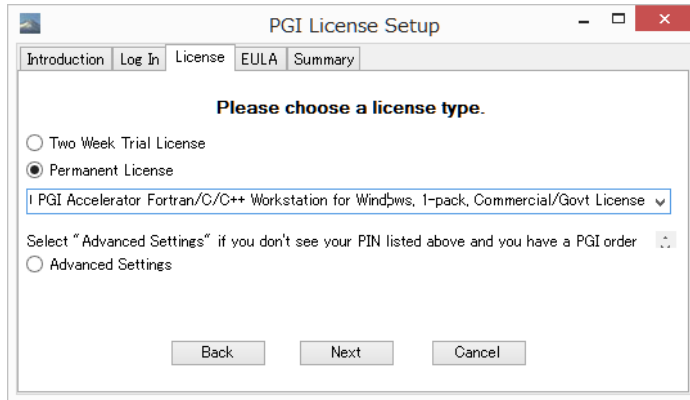 PGI License Setup
Introduction Log In License EULA Summary
Please choose a license type.
Two Week Trial License
Permanent License
PGI Accelerator Fortran/C/C++ Workstation for Windows, 1-pack, Commercial/Govt License
Select "Advanced Settings" if you don't see your PIN listed above and you have a PGI order
Advanced Settings
Back Next Cancel